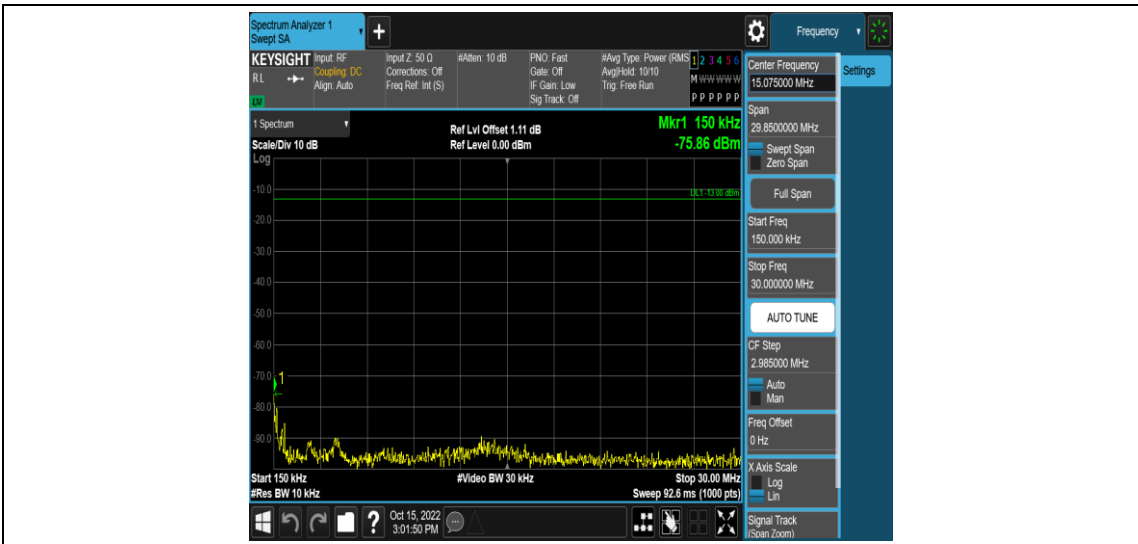 Spectrum Analyzer 1
Swept SA
+
Frequency
KEYSIGHT
RL
Input: RF
Coupling: DC
Align: Auto
Input Z: 50 Ω
Corrections: Off
Freq Ref: Int (S)
#Atten: 10 dB
PNO: Fast
Gate: Off
IF Gain: Low
Sig Track: Off
#Avg Type: Power (RMS
Avg|Hold: 10/10
Trig: Free Run
1 2 3 4 5 6
M W W W W W
P P P P P P
Center Frequency
15.075000 MHz
Settings
1 Spectrum
Scale/Div 10 dB
Log
Ref Lvl Offset 1.11 dB
Ref Level 0.00 dBm
Mkr1 150 kHz
-75.86 dBm
DL1 -13.00 dBm
-10.0
-20.0
-30.0
-40.0
-50.0
-60.0
-70.0
-80.0
-90.0
1
Start 150 kHz
#Res BW 10 kHz
#Video BW 30 kHz
Stop 30.00 MHz
Sweep 92.6 ms (1000 pts)
Span
29.8500000 MHz
Swept Span
Zero Span
Full Span
Start Freq
150.000 kHz
Stop Freq
30.000000 MHz
AUTO TUNE
CF Step
2.985000 MHz
Auto
Man
Freq Offset
0 Hz
X Axis Scale
Log
Lin
Signal Track
(Span Zoom)
?
Oct 15, 2022
3:01:50 PM